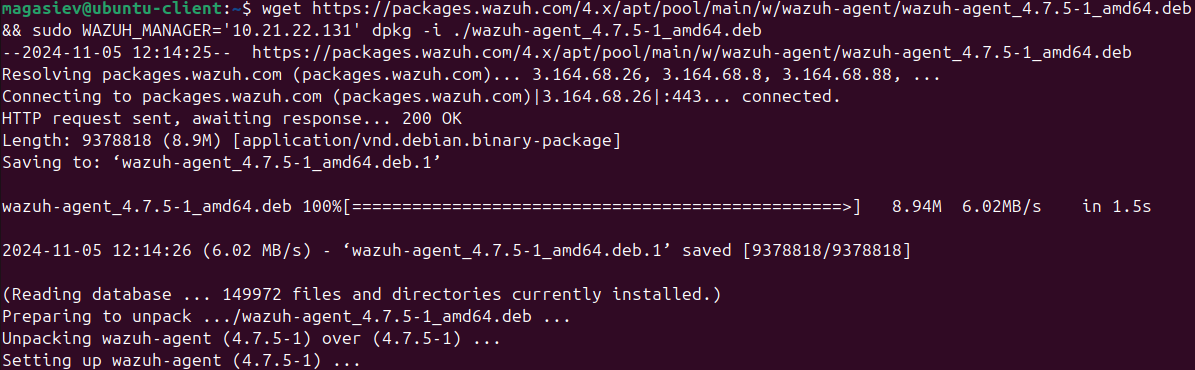 magasiev@ubuntu-client:~$ wget https://packages.wazuh.com/4.x/apt/pool/main/w/wazuh-agent/wazuh-agent_4.7.5-1_amd64.deb
&& sudo WAZUH_MANAGER='10.21.22.131' dpkg -i ./wazuh-agent_4.7.5-1_amd64.deb
--2024-11-05 12:14:25--  https://packages.wazuh.com/4.x/apt/pool/main/w/wazuh-agent/wazuh-agent_4.7.5-1_amd64.deb
Resolving packages.wazuh.com (packages.wazuh.com)... 3.164.68.26, 3.164.68.8, 3.164.68.88, ...
Connecting to packages.wazuh.com (packages.wazuh.com)|3.164.68.26|:443... connected.
HTTP request sent, awaiting response... 200 OK
Length: 9378818 (8.9M) [application/vnd.debian.binary-package]
Saving to: ‘wazuh-agent_4.7.5-1_amd64.deb.1’
wazuh-agent_4.7.5-1_amd64.deb 100%[=================================================>]   8.94M  6.02MB/s    in 1.5s
2024-11-05 12:14:26 (6.02 MB/s) - ‘wazuh-agent_4.7.5-1_amd64.deb.1’ saved [9378818/9378818]
(Reading database ... 149972 files and directories currently installed.)
Preparing to unpack .../wazuh-agent_4.7.5-1_amd64.deb ...
Unpacking wazuh-agent (4.7.5-1) over (4.7.5-1) ...
Setting up wazuh-agent (4.7.5-1) ...